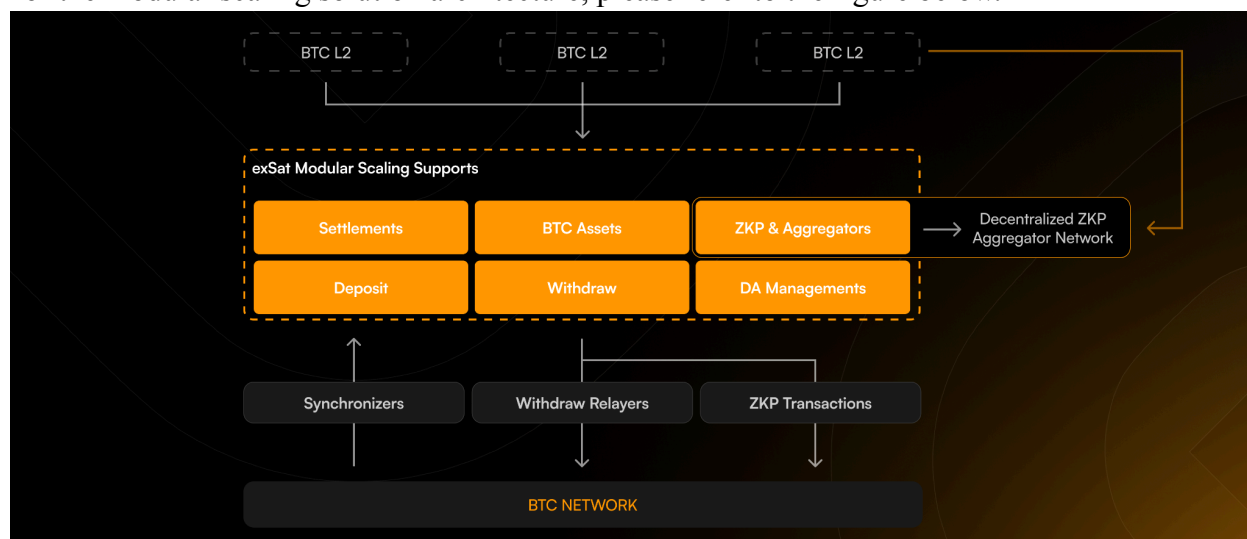 BTC L2
BTC L2
BTC L2
exSat Modular Scaling Supports
Settlements
BTC Assets
ZKP & Aggregators
Decentralized ZKP
Aggregator Network
Deposit
Withdraw
DA Managements
Synchronizers
Withdraw Relayers
ZKP Transactions
BTC NETWORK